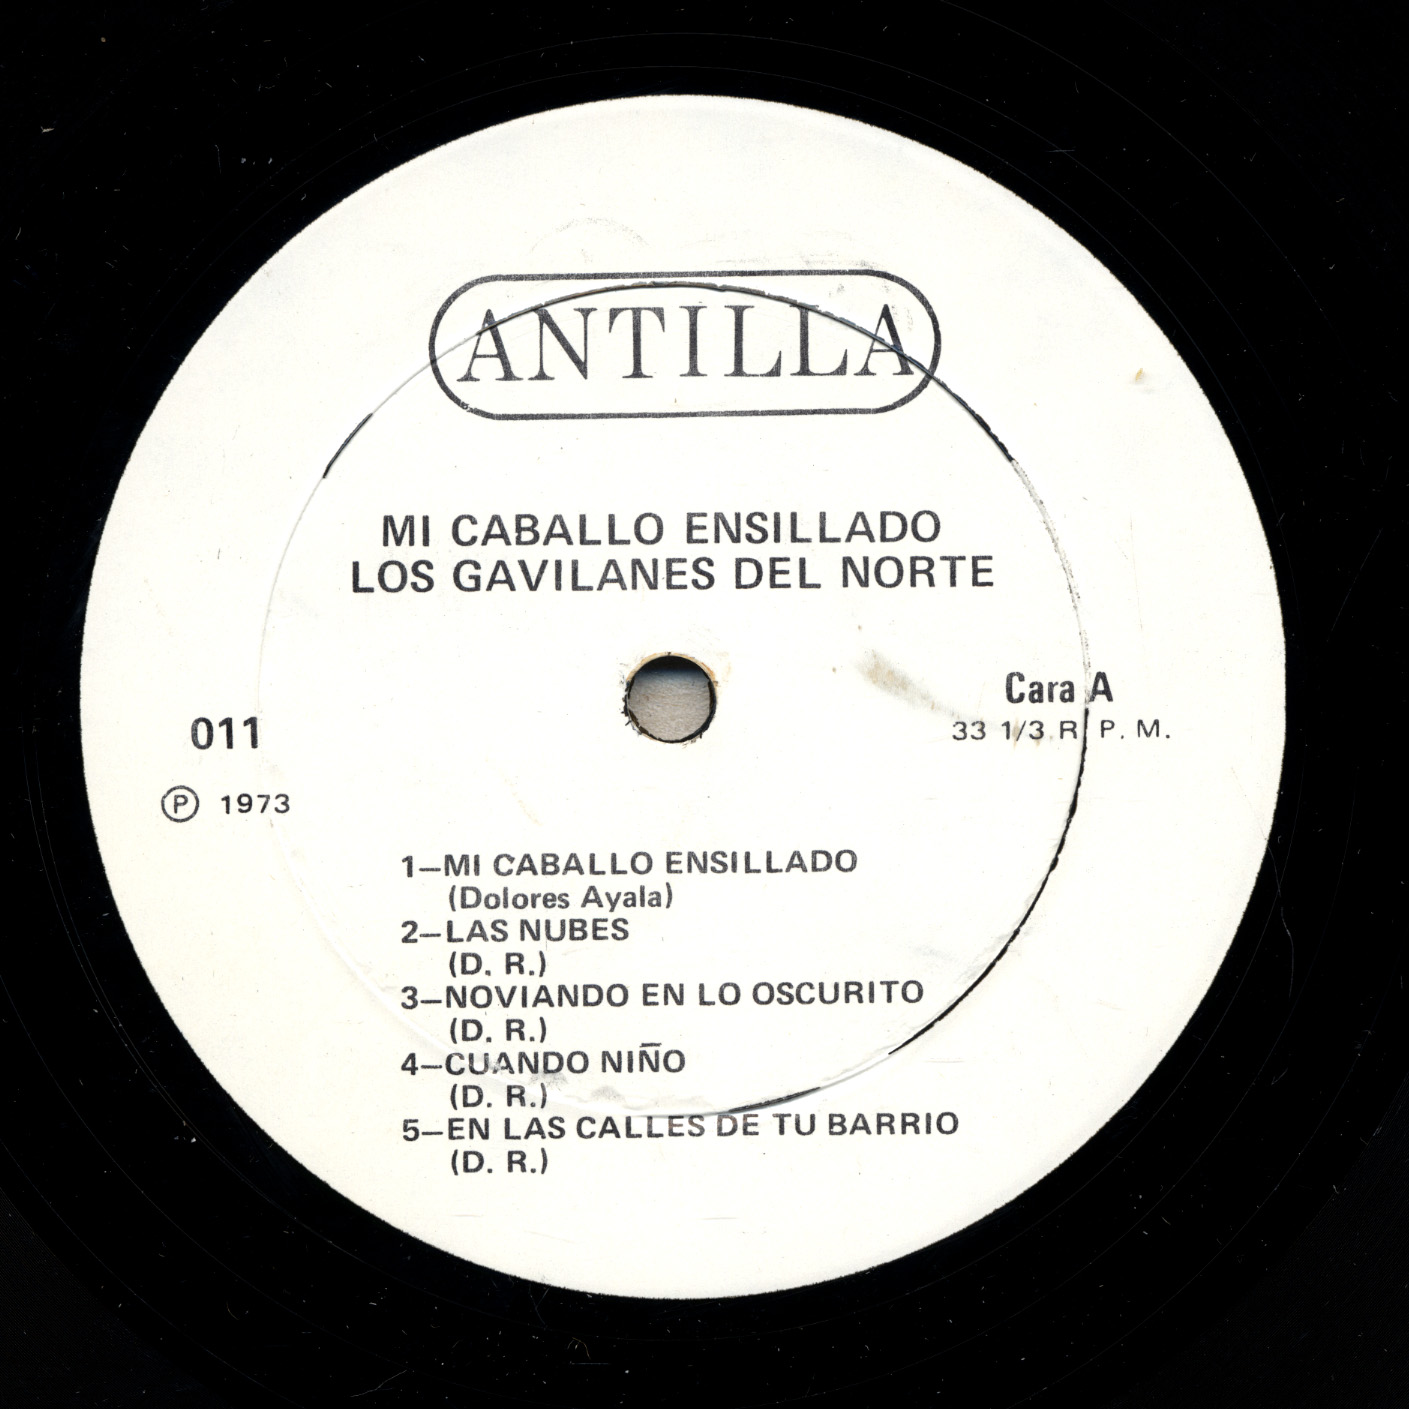 ANTILLA
MI CABALLO ENSILLADO
LOS GAVILANES DEL NORTE
Cara A
33 1/3 R. P. M.
011
Ⓟ 1973
1—MI CABALLO ENSILLADO
(Dolores Ayala)
2—LAS NUBES
(D. R.)
3—NOVIANDO EN LO OSCURITO
(D. R.)
4—CUANDO NIÑO
(D. R.)
5—EN LAS CALLES DE TU BARRIO
(D. R.)